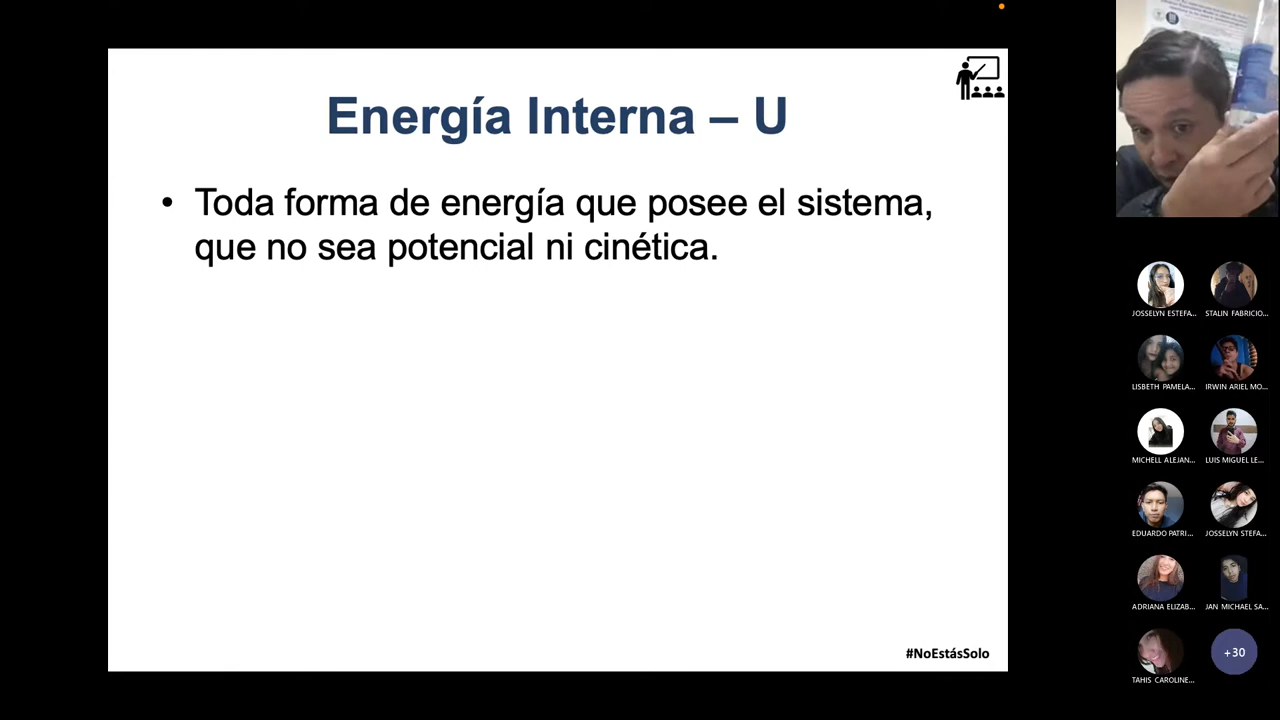 Energía Interna – U
• Toda forma de energía que posee el sistema,
que no sea potencial ni cinética.
#NoEstásSolo
JOSSELYN ESTEFA...
STALIN FABRICIO...
LISBETH PAMELA...
IRWIN ARIEL MO...
MICHELL ALEJAN...
LUIS MIGUEL LE...
EDUARDO PATRI...
JOSSELYN STEFA...
ADRIANA ELIZAB...
JAN MICHAEL SA...
TAHIS CAROLINE...
+30